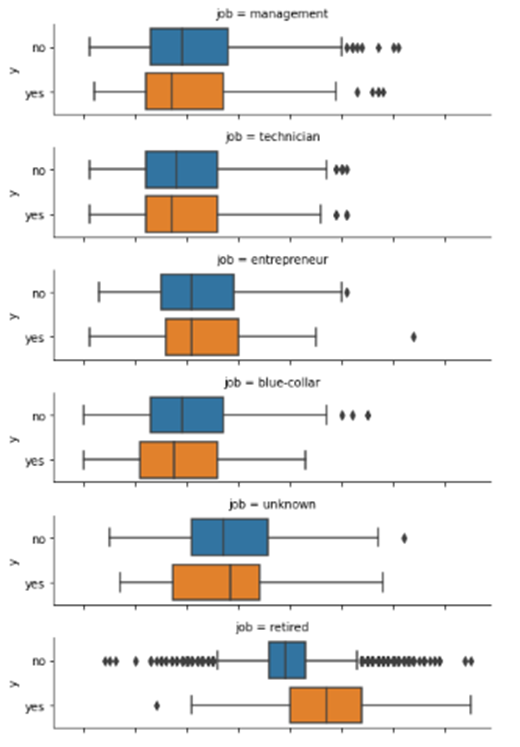 job = management
no
y
yes
job = technician
no
y
yes
job = entrepreneur
no
y
yes
job = blue-collar
no
y
yes
job = unknown
no
y
yes
job = retired
no
y
yes